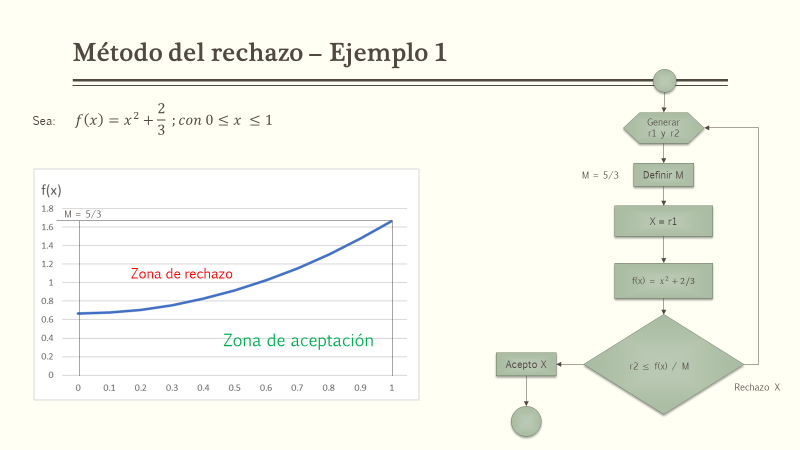 Método del rechazo – Ejemplo 1
Sea: f(x) = x² + 2/3 ; con 0 ≤ x ≤ 1
f(x)
M = 5/3
1.8
1.6
1.4
1.2
1
0.8
0.6
0.4
0.2
0
Zona de rechazo
Zona de aceptación
0 0.1 0.2 0.3 0.4 0.5 0.6 0.7 0.8 0.9 1
Generar
r1 y r2
M = 5/3
Definir M
X = r1
f(x) = x² + 2/3
r2 ≤ f(x) / M
Acepto X
Rechazo X